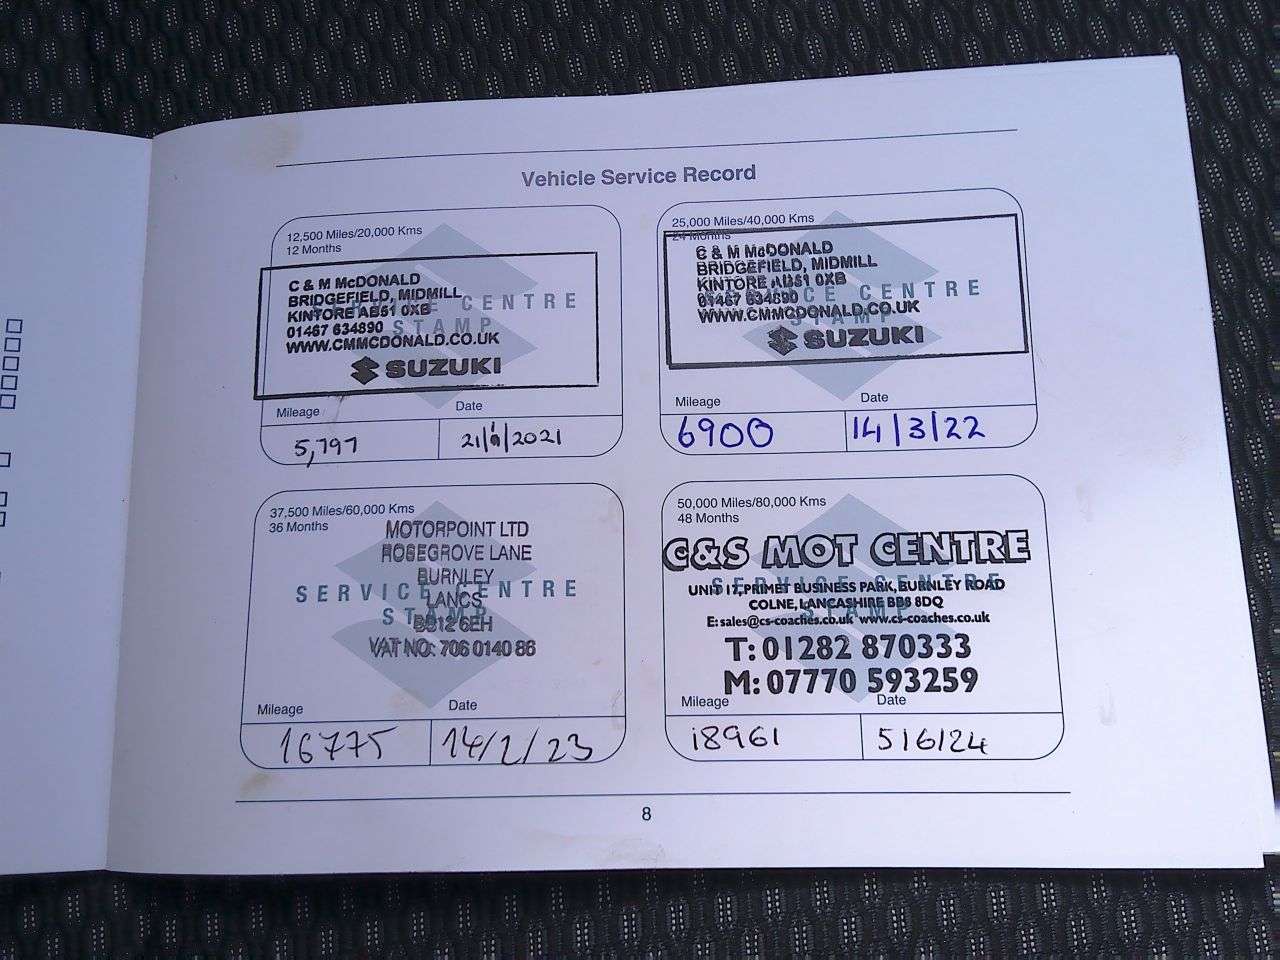 Vehicle Service Record
12,500 Miles/20,000 Kms
12 Months
C & M McDONALD
BRIDGEFIELD, MIDMILL
KINTORE AB51 0XB
01467 634890
WWW.CMMCDONALD.CO.UK
SUZUKI
SERVICE CENTRE
STAMP
Mileage
Date
5,797
2021
25,000 Miles/40,000 Kms
24 Months
C & M McDONALD
BRIDGEFIELD, MIDMILL
KINTORE AB51 0XB
01467 634890
WWW.CMMCDONALD.CO.UK
SUZUKI
SERVICE CENTRE
STAMP
Mileage
Date
6900
14/3/22
37,500 Miles/60,000 Kms
36 Months
MOTORPOINT LTD
ROSEGROVE LANE
BURNLEY
LANCS
BB12 6EH
VAT NO: 706 0140 86
SERVICE CENTRE
STAMP
Mileage
Date
16775
14/2/23
50,000 Miles/80,000 Kms
48 Months
C&S MOT CENTRE
UNIT 17, PRIMET BUSINESS PARK, BURNLEY ROAD
COLNE, LANCASHIRE BB8 8DQ
E: sales@cs-coaches.co.uk www.cs-coaches.co.uk
T: 01282 870333
M: 07770 593259
SERVICE CENTRE
STAMP
Mileage
Date
18961
5/6/24
8